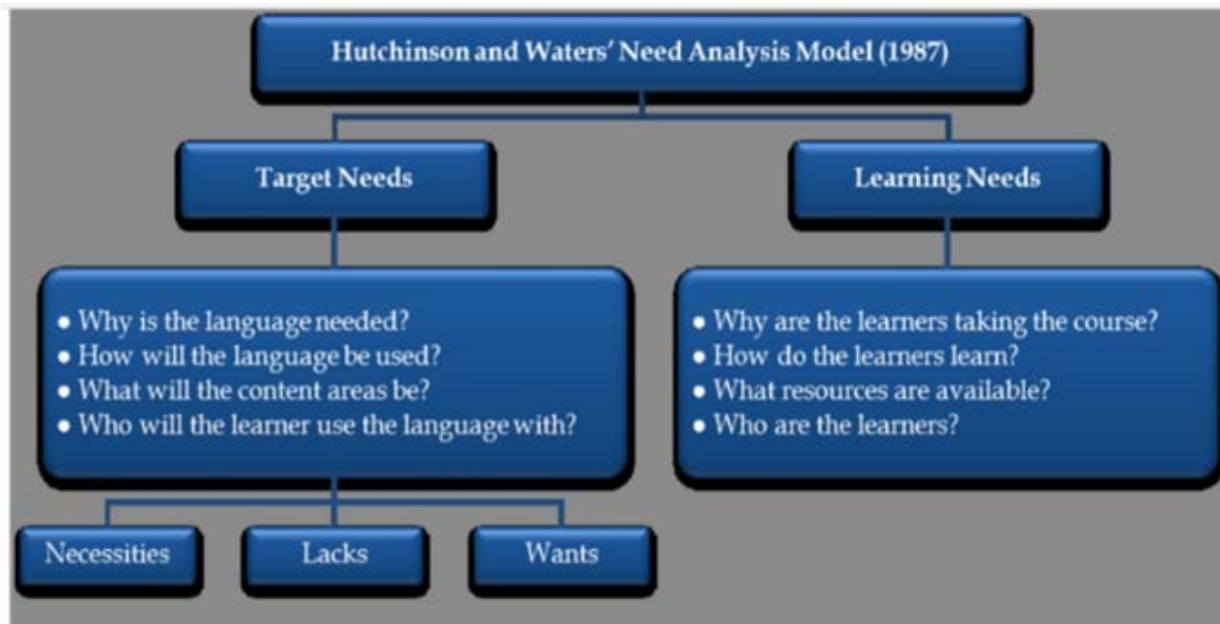 Hutchinson and Waters' Need Analysis Model (1987)
Target Needs
Learning Needs
● Why is the language needed?
● How will the language be used?
● What will the content areas be?
● Who will the learner use the language with?
● Why are the learners taking the course?
● How do the learners learn?
● What resources are available?
● Who are the learners?
Necessities
Lacks
Wants